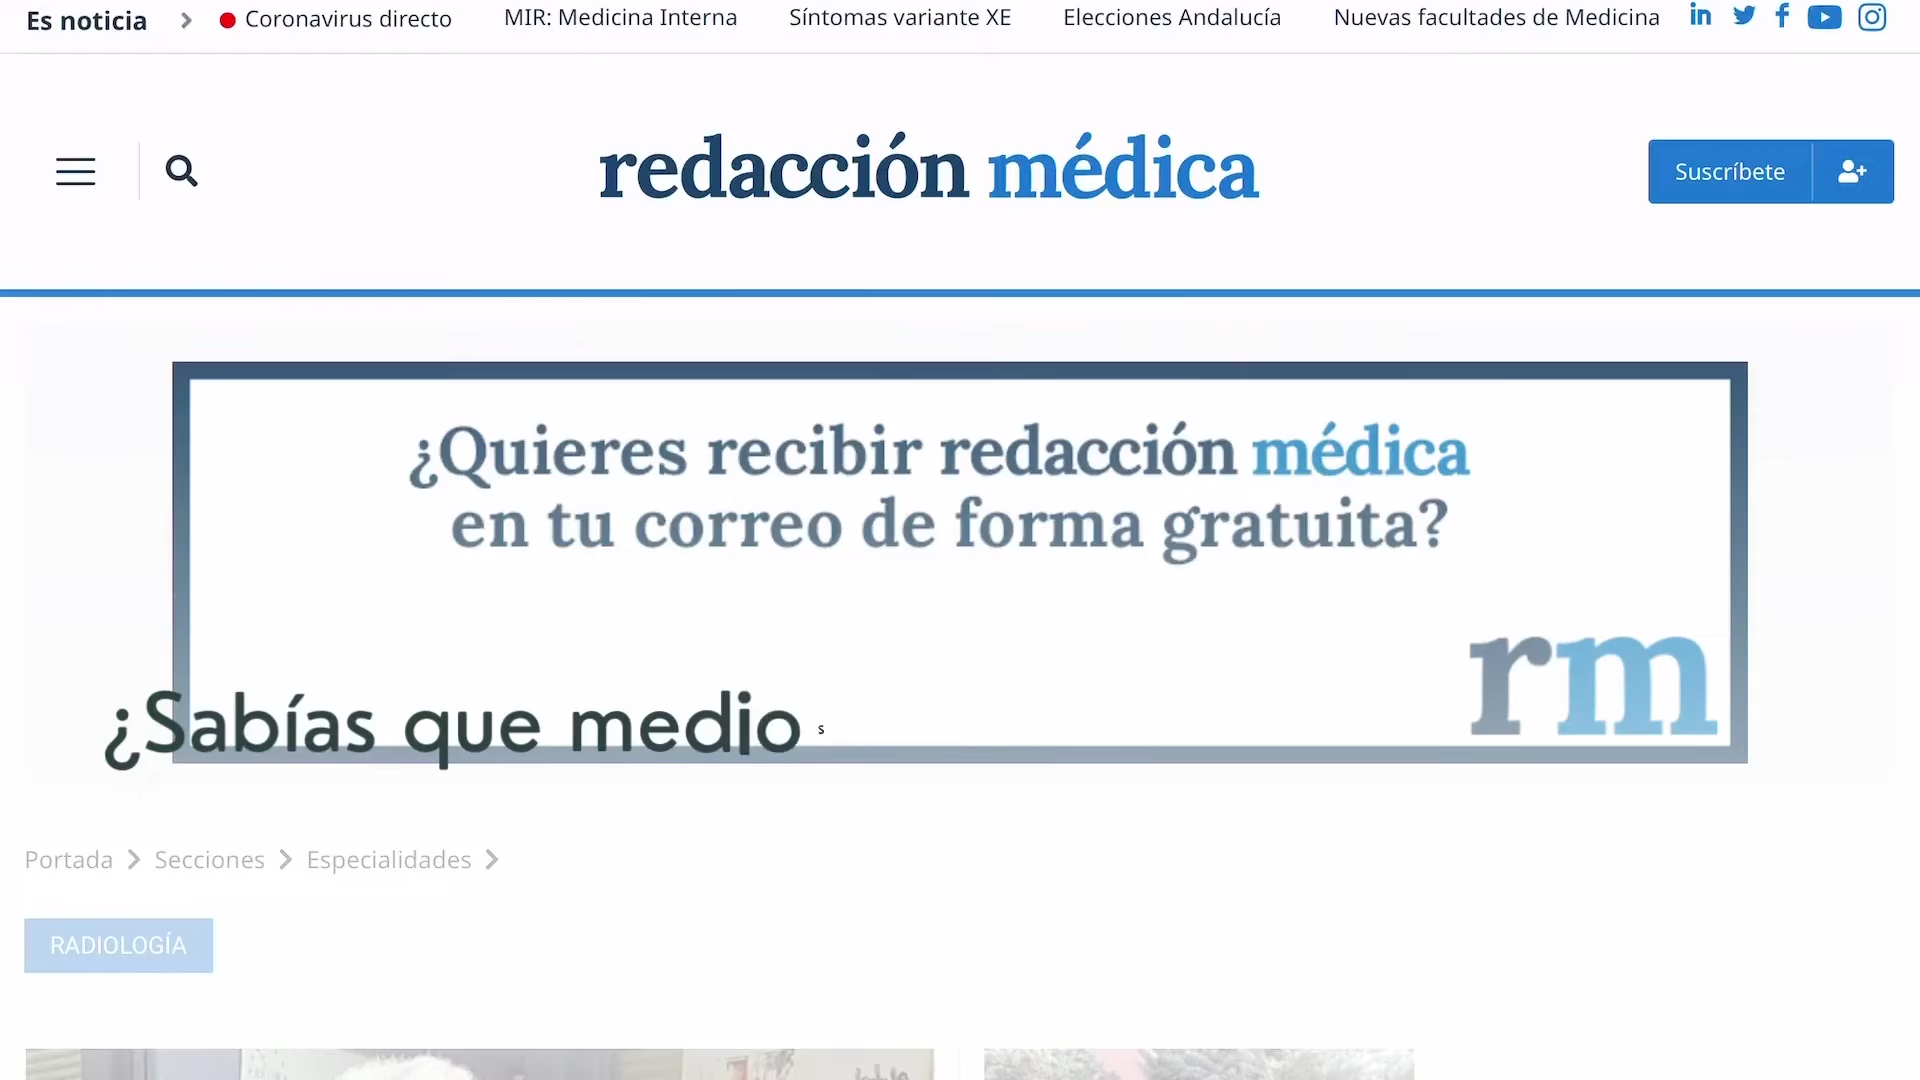 Es noticia
Coronavirus directo
MIR: Medicina Interna
Síntomas variante XE
Elecciones Andalucía
Nuevas facultades de Medicina
redacción médica
Suscríbete
¿Quieres recibir redacción médica
en tu correo de forma gratuita?
rm
¿Sabías que medio s
Portada
Secciones
Especialidades
RADIOLOGÍA